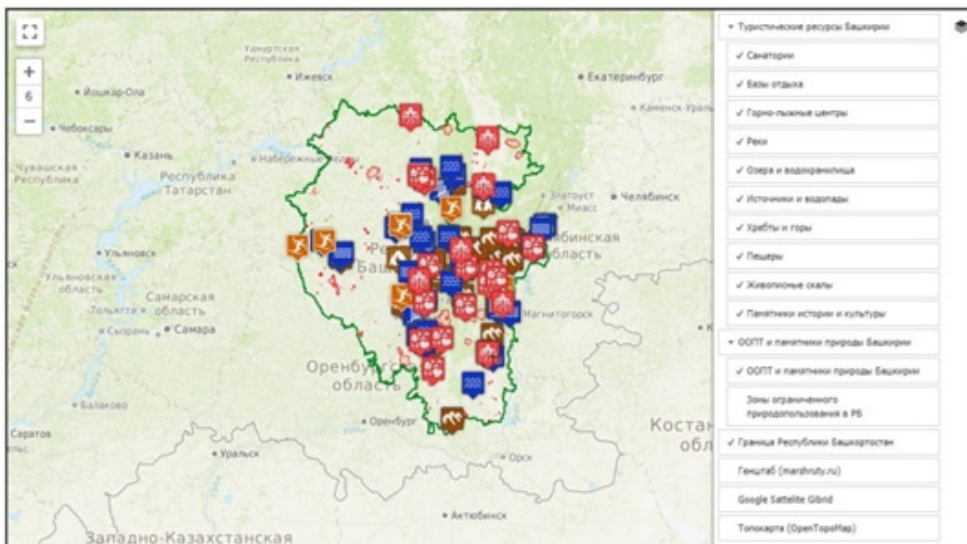 Удмуртская
Республика
Ижевск
Йошкар-Ола
Чебоксары
Чувашская
Республика
Казань
Набережные
Республика
Татарстан
Екатеринбург
Каменск-Ураль
Златоуст
Миасс
Челябинск
бинская
область
Ульяновск
Ульяновская
область
Самарская
область
Тольятти
Сызрань
Самара
Магнитогорск
Оренбург
область
Оренбург
Балаково
Саратов
Уральск
Орск
Костан
обл
Актюбинск
Западно-Казахстанская
+
6
−
Туристические ресурсы Башкирии
✓ Санатории
✓ Базы отдыха
✓ Горно-лыжные центры
✓ Реки
✓ Озера и водохранилища
✓ Источники и водопады
✓ Хребты и горы
✓ Пещеры
✓ Живописные скалы
✓ Памятники истории и культуры
ООПТ и памятники природы Башкирии
✓ ООПТ и памятники природы Башкирии
Зоны ограниченного
природопользования в РБ
✓ Граница Республики Башкортостан
Генштаб (marshruty.ru)
Google Sattelite Gibrid
Топокарта (OpenTopoMap)